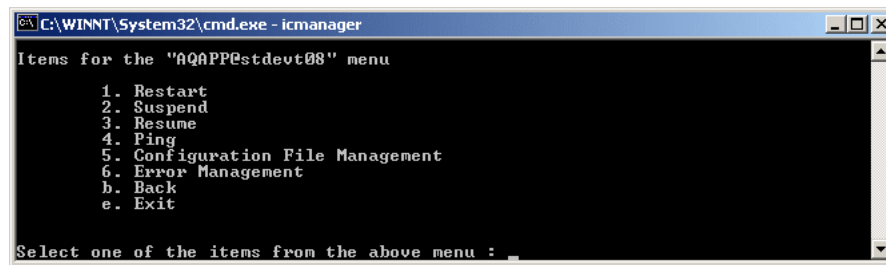 C:\WINNT\System32\cmd.exe - icmanager
Items for the "AQAPP@stdevt08" menu
1. Restart
2. Suspend
3. Resume
4. Ping
5. Configuration File Management
6. Error Management
b. Back
e. Exit
Select one of the items from the above menu : _